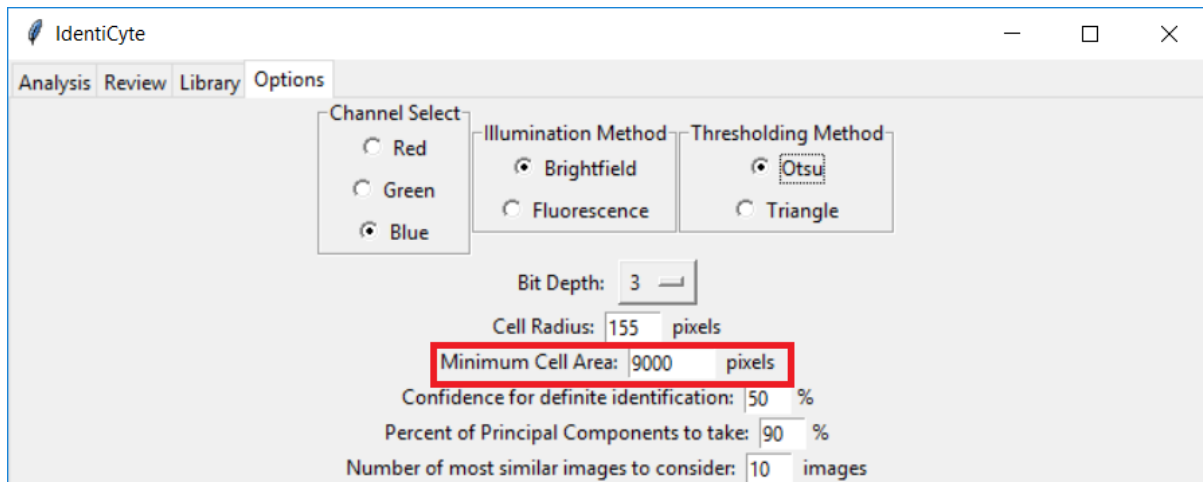 IdentiCyte
Analysis Review Library Options
Channel Select
Red
Green
Blue
Illumination Method
Brightfield
Fluorescence
Thresholding Method
Otsu
Triangle
Bit Depth: 3
Cell Radius: 155 pixels
Minimum Cell Area: 9000 pixels
Confidence for definite identification: 50 %
Percent of Principal Components to take: 90 %
Number of most similar images to consider: 10 images